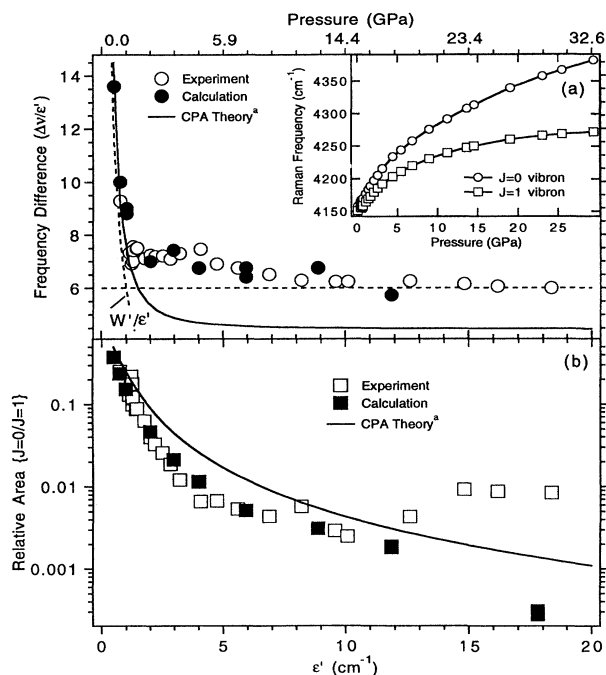 Pressure (GPa)
0.0 5.9 14.4 23.4 32.6
14
12
10
8
6
Frequency Difference (Δν/ε')
Experiment
Calculation
CPA Theoryᵃ
W'/ε'
(a)
Raman Frequency (cm⁻¹)
4350
4300
4250
4200
4150
J=0 vibron
J=1 vibron
0 5 10 15 20 25
Pressure (GPa)
(b)
Relative Area {J=0/J=1}
0.1
0.01
0.001
Experiment
Calculation
CPA Theoryᵃ
0 5 10 15 20
ε' (cm⁻¹)